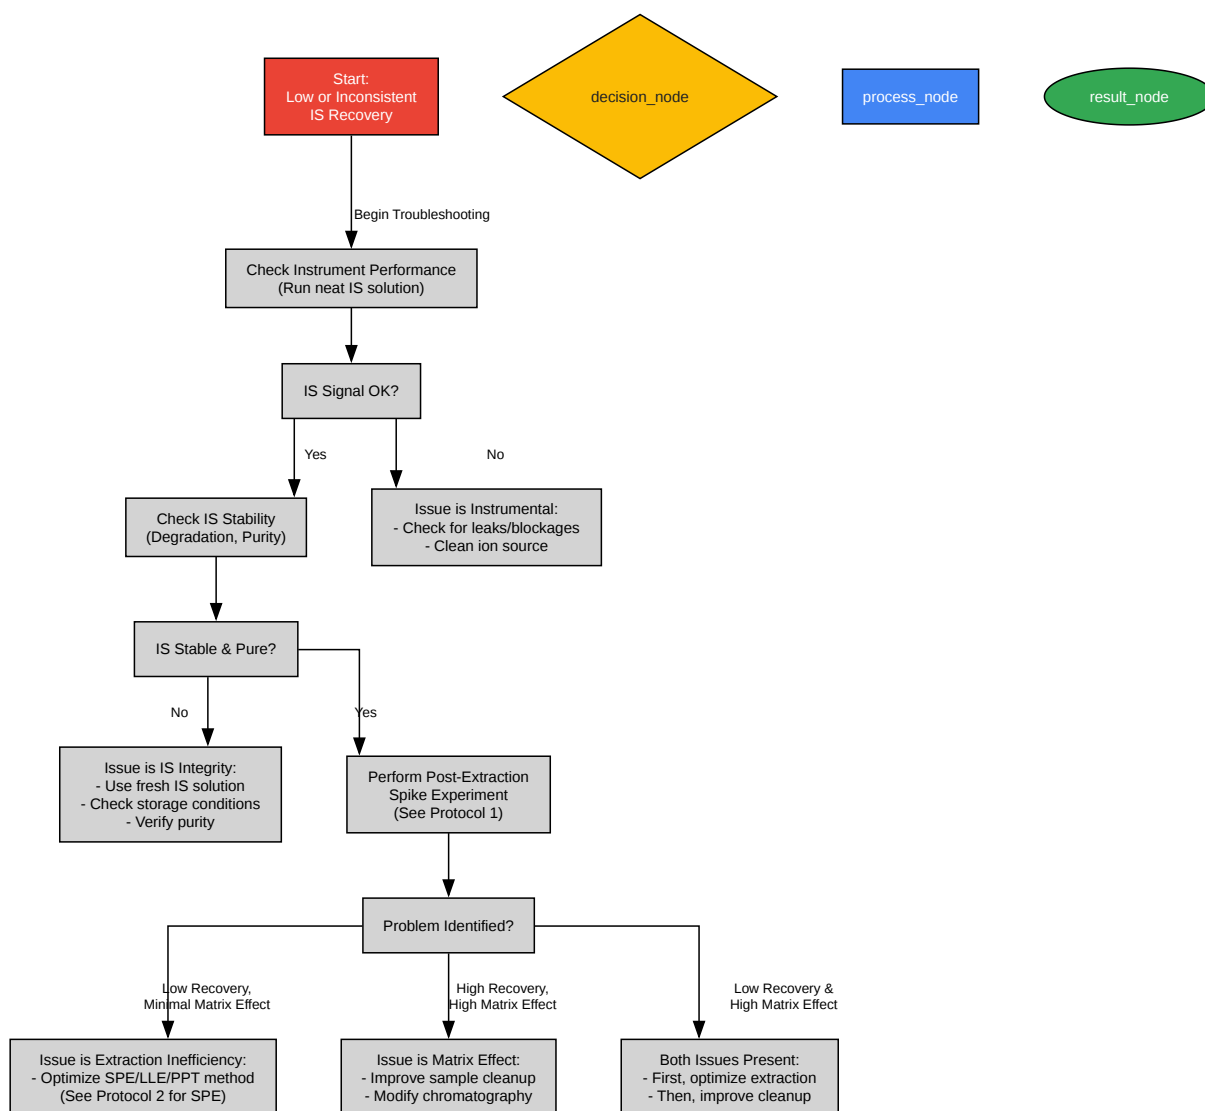 Start:
Low or Inconsistent
IS Recovery
decision_node
process_node
result_node
Begin Troubleshooting
Check Instrument Performance
(Run neat IS solution)
IS Signal OK?
Yes
No
Check IS Stability
(Degradation, Purity)
Issue is Instrumental:
- Check for leaks/blockages
- Clean ion source
IS Stable & Pure?
No
Yes
Issue is IS Integrity:
- Use fresh IS solution
- Check storage conditions
- Verify purity
Perform Post-Extraction
Spike Experiment
(See Protocol 1)
Problem Identified?
Low Recovery,
Minimal Matrix Effect
High Recovery,
High Matrix Effect
Low Recovery &
High Matrix Effect
Issue is Extraction Inefficiency:
- Optimize SPE/LLE/PPT method
(See Protocol 2 for SPE)
Issue is Matrix Effect:
- Improve sample cleanup
- Modify chromatography
Both Issues Present:
- First, optimize extraction
- Then, improve cleanup